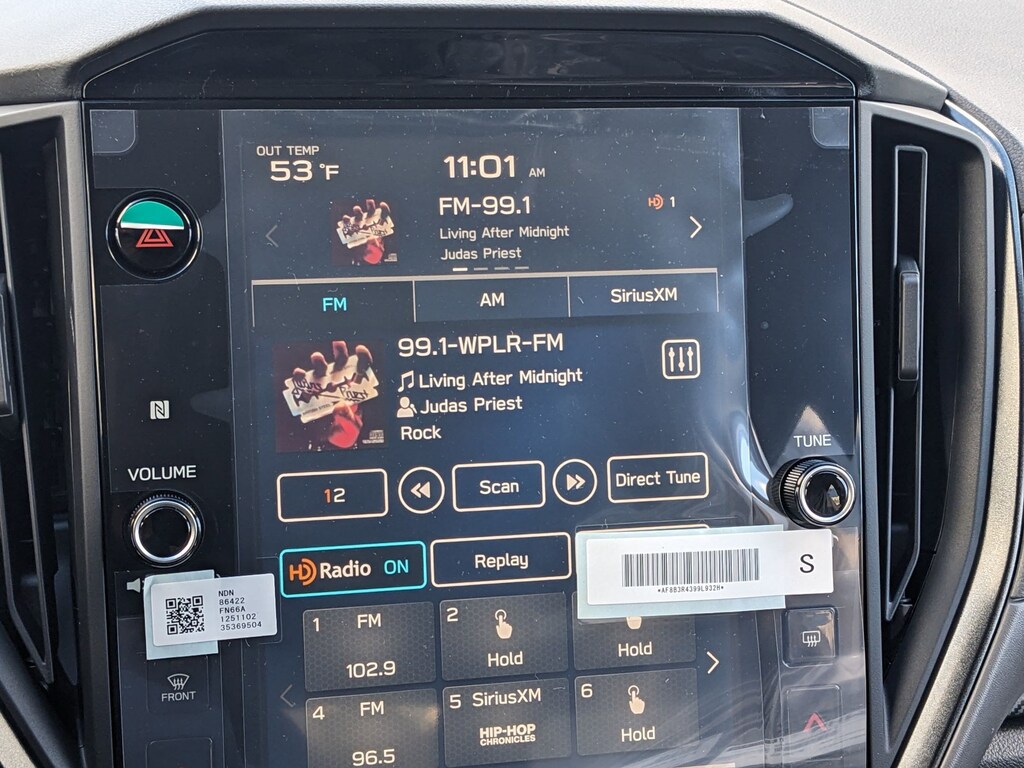 OUT TEMP
53 °F
11:01 AM
FM-99.1
HD 1
Living After Midnight
Judas Priest
FM
AM
SiriusXM
99.1-WPLR-FM
Living After Midnight
Judas Priest
Rock
VOLUME
TUNE
12
Scan
Direct Tune
HD Radio ON
Replay
*AF8B3R4399L032H*
S
NDN
86422
FN66A
1251102
35369504
1 FM
102.9
2
Hold
Hold
FRONT
4 FM
96.5
5 SiriusXM
HIP-HOP
CHRONICLES
6
Hold